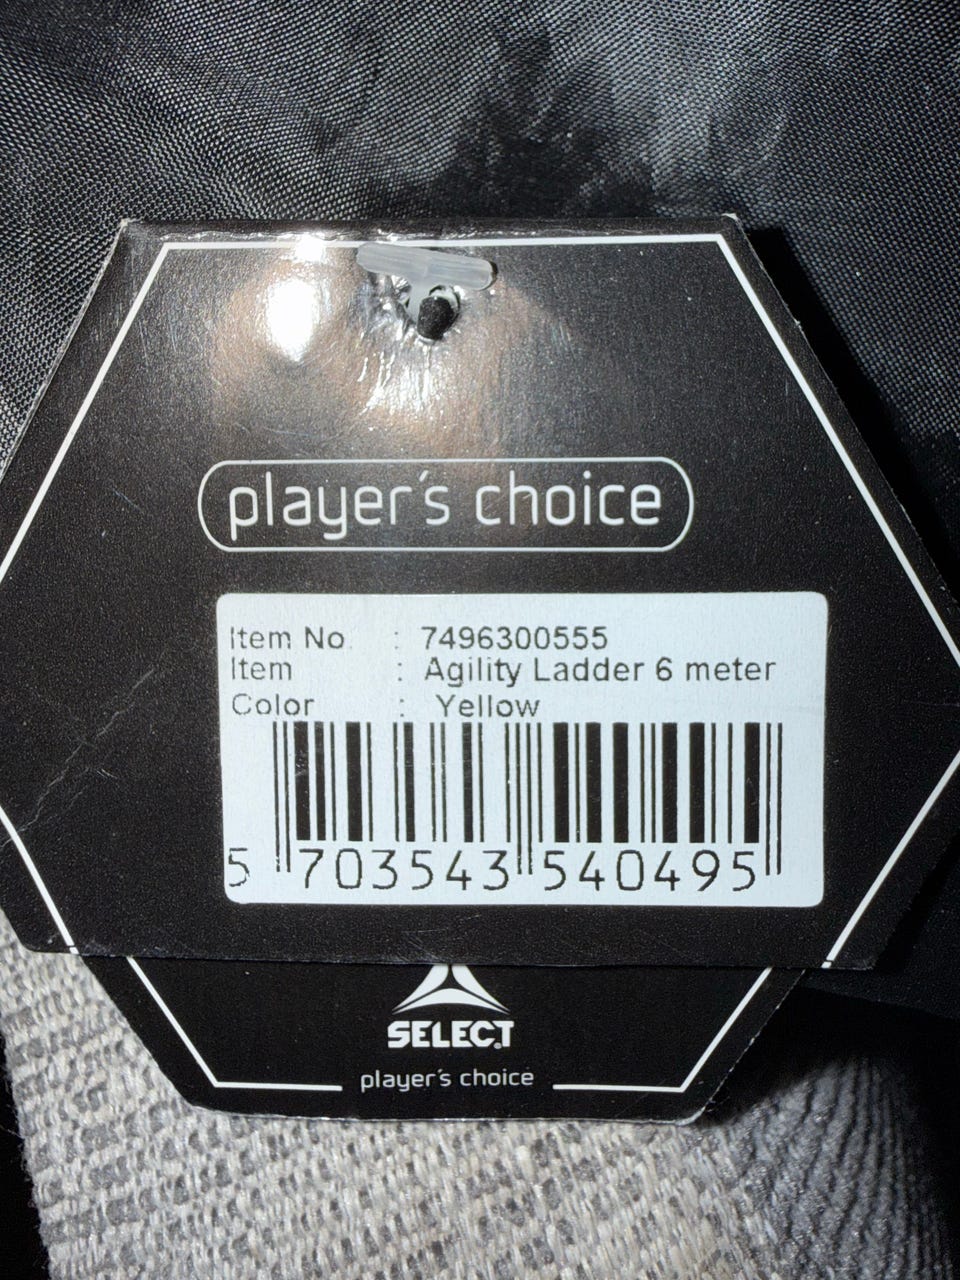 player's choice
Item No : 7496300555
Item : Agility Ladder 6 meter
Color : Yellow
5 703543 540495
SELECT
player's choice